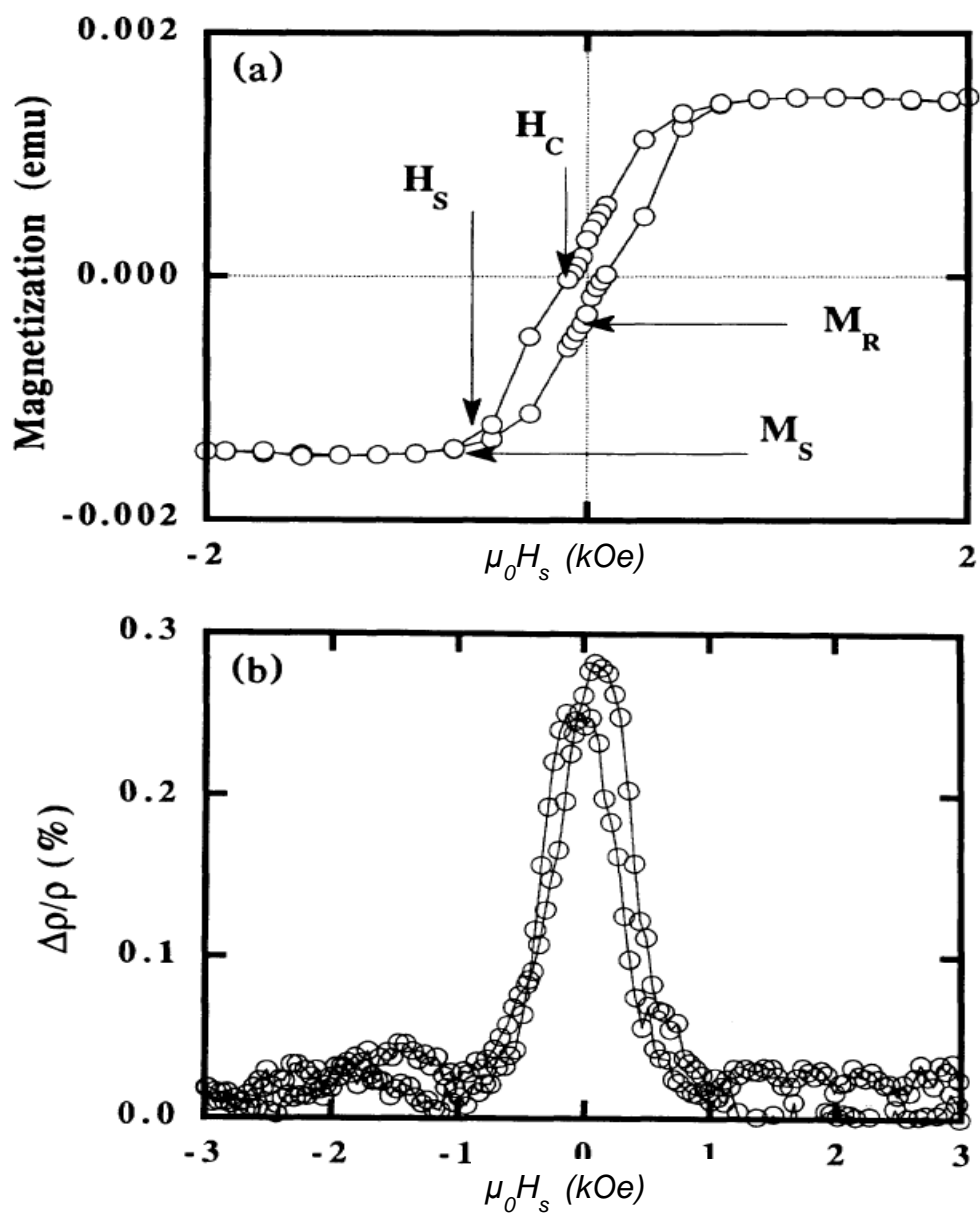 0.002
(a)
H_C
H_S
Magnetization (emu)
0.000
M_R
M_S
-0.002
-2
μ₀Hₛ (kOe)
2
0.3
(b)
0.2
Δρ/ρ (%)
0.1
0.0
-3 -2 -1 0 1 2 3
μ₀Hₛ (kOe)